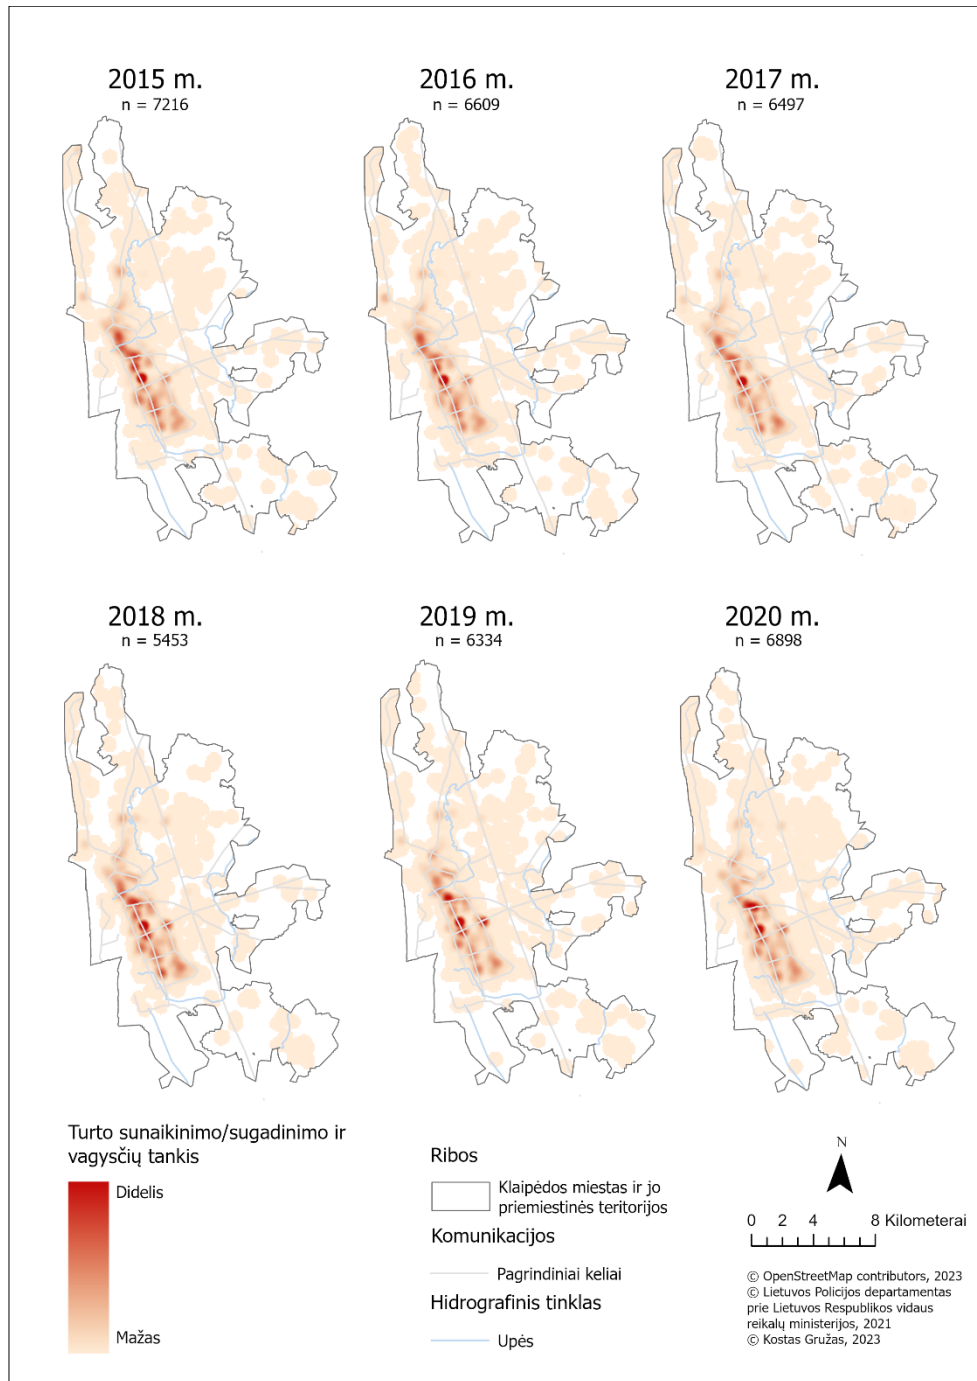 2015 m.
n = 7216
2016 m.
n = 6609
2017 m.
n = 6497
2018 m.
n = 5453
2019 m.
n = 6334
2020 m.
n = 6898
Turto sunaikinimo/sugadinimo ir
vagysčių tankis
Didelis
Mažas
Ribos
Klaipėdos miestas ir jo
priemiestinės teritorijos
Komunikacijos
Pagrindiniai keliai
Hidrografinis tinklas
Upės
N
0 2 4 8 Kilometerai
© OpenStreetMap contributors, 2023
© Lietuvos Policijos departamentas
prie Lietuvos Respublikos vidaus
reikalų ministerijos, 2021
© Kostas Gružas, 2023